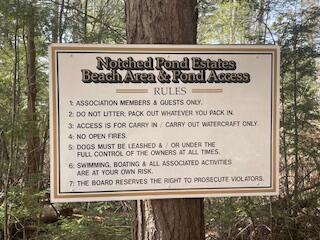 Notched Pond Estates
Beach Area & Pond Access
RULES
1: ASSOCIATION MEMBERS & GUESTS ONLY.
2: DO NOT LITTER; PACK OUT WHATEVER YOU PACK IN.
3: ACCESS IS FOR CARRY IN / CARRY OUT WATERCRAFT ONLY.
4: NO OPEN FIRES.
5: DOGS MUST BE LEASHED & / OR UNDER THE
FULL CONTROL OF THE OWNERS AT ALL TIMES.
6: SWIMMING, BOATING & ALL ASSOCIATED ACTIVITIES
ARE AT YOUR OWN RISK.
7: THE BOARD RESERVES THE RIGHT TO PROSECUTE VIOLATORS.